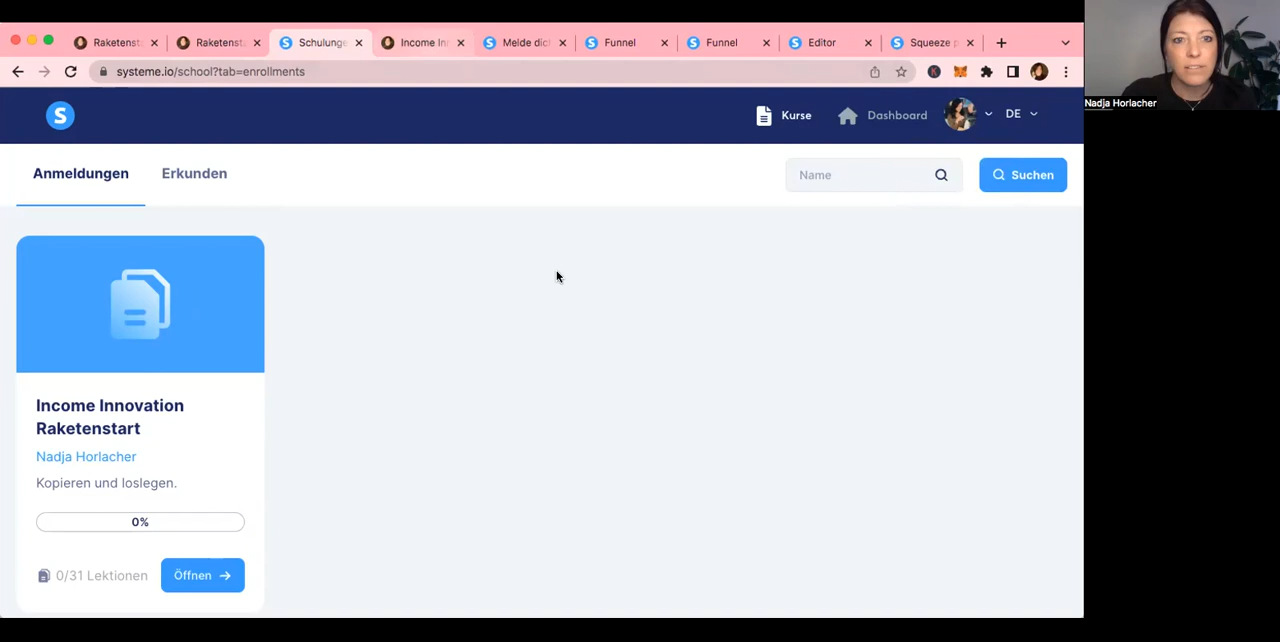 Raketenst
Raketenst
Schulunge
Income In
Melde dic
Funnel
Funnel
Editor
Squeeze p
systeme.io/school?tab=enrollments
S
Kurse
Dashboard
DE
Anmeldungen
Erkunden
Name
Suchen
Income Innovation
Raketenstart
Nadja Horlacher
Kopieren und loslegen.
0%
0/31 Lektionen
Öffnen
Nadja Horlacher